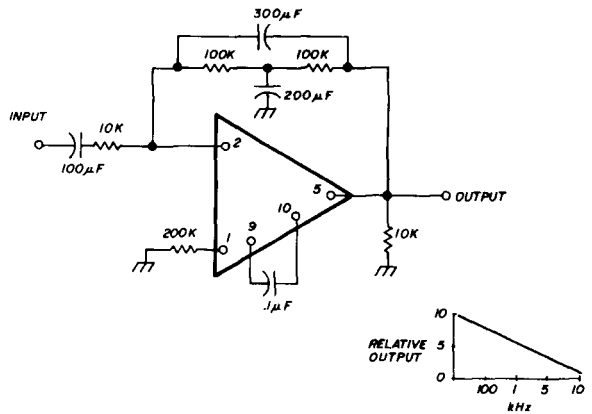 300µF
100K 100K
200µF
INPUT
10K
100µF
2
5
OUTPUT
10
9
200K
1
.1µF
10K
10
RELATIVE OUTPUT
5
0
100 1 5 10
kHz